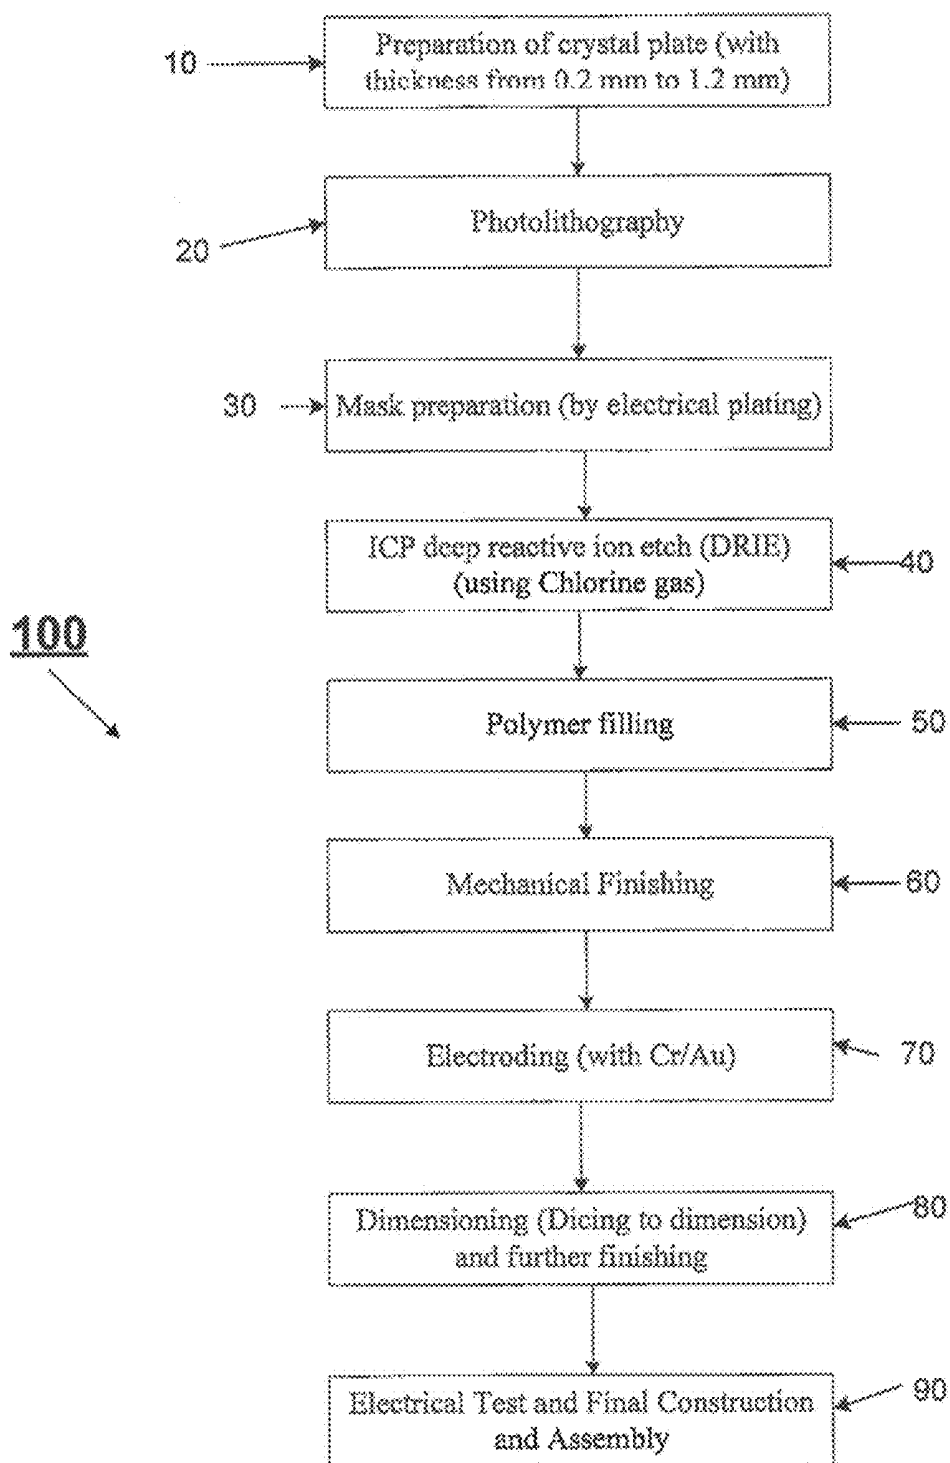 Preparation of crystal plate (with
thickness from 0.2 mm to 1.2 mm)
10
Photolithography
20
Mask preparation (by electrical plating)
30
ICP deep reactive ion etch (DRIE)
(using Chlorine gas)
40
100
Polymer filling
50
Mechanical Finishing
60
Electroding (with Cr/Au)
70
Dimensioning (Dicing to dimension)
and further finishing
80
Electrical Test and Final Construction
and Assembly
90